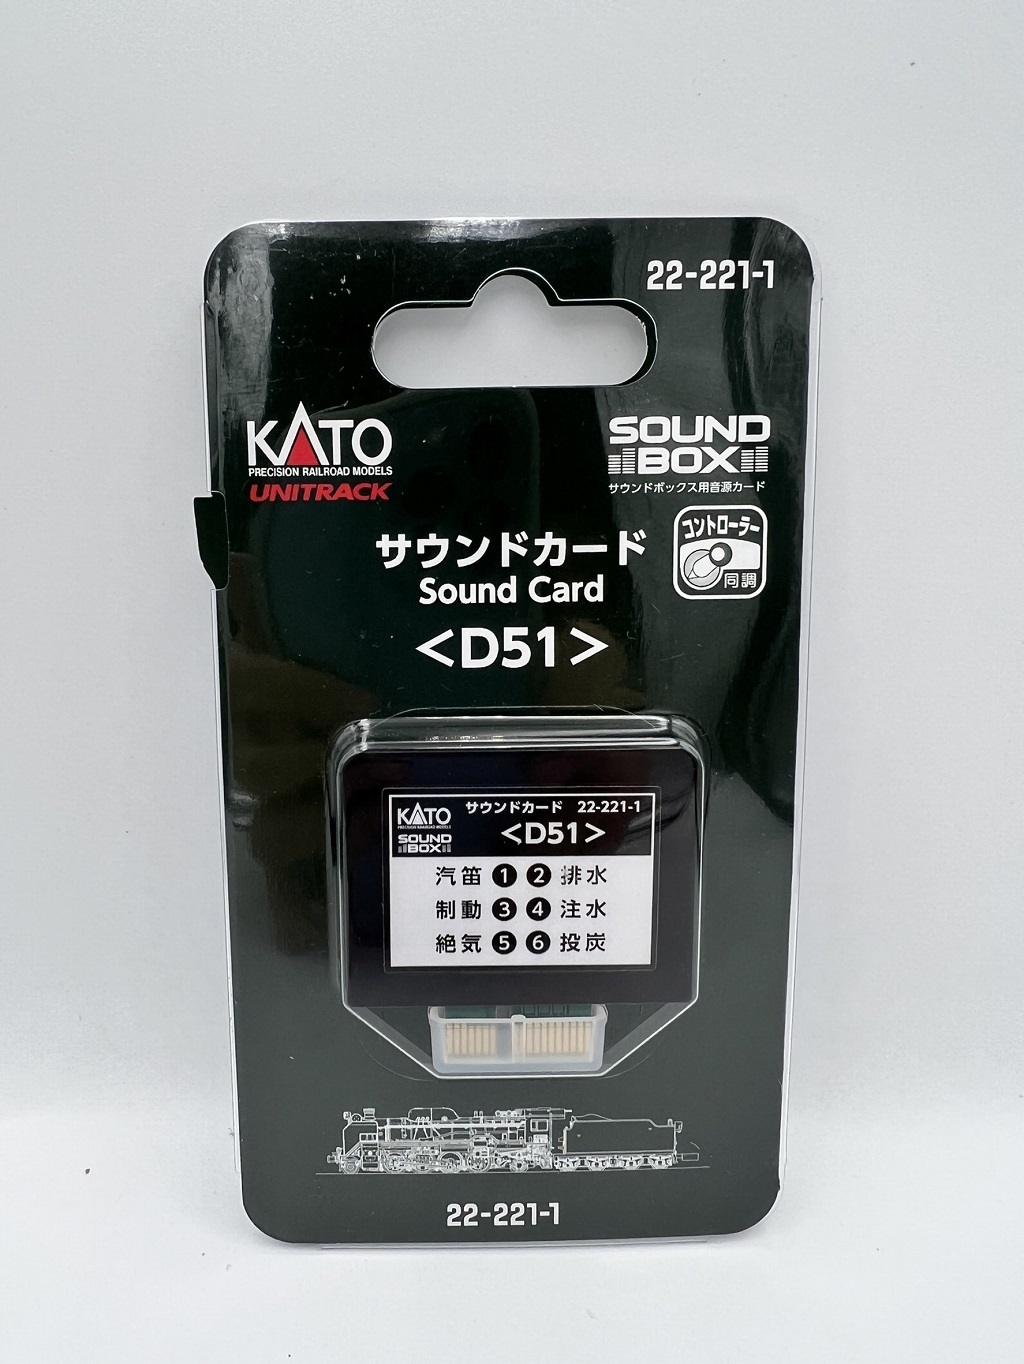 22-221-1
KATO
PRECISION RAILROAD MODELS
UNITRACK
SOUND
BOX
サウンドボックス用音源カード
コントローラー
同調
サウンドカード
Sound Card
<D51>
KATO
PRECISION RAILROAD MODELS
サウンドカード 22-221-1
SOUND
BOX
<D51>
汽笛 1 2 排水
制動 3 4 注水
絶気 5 6 投炭
22-221-1